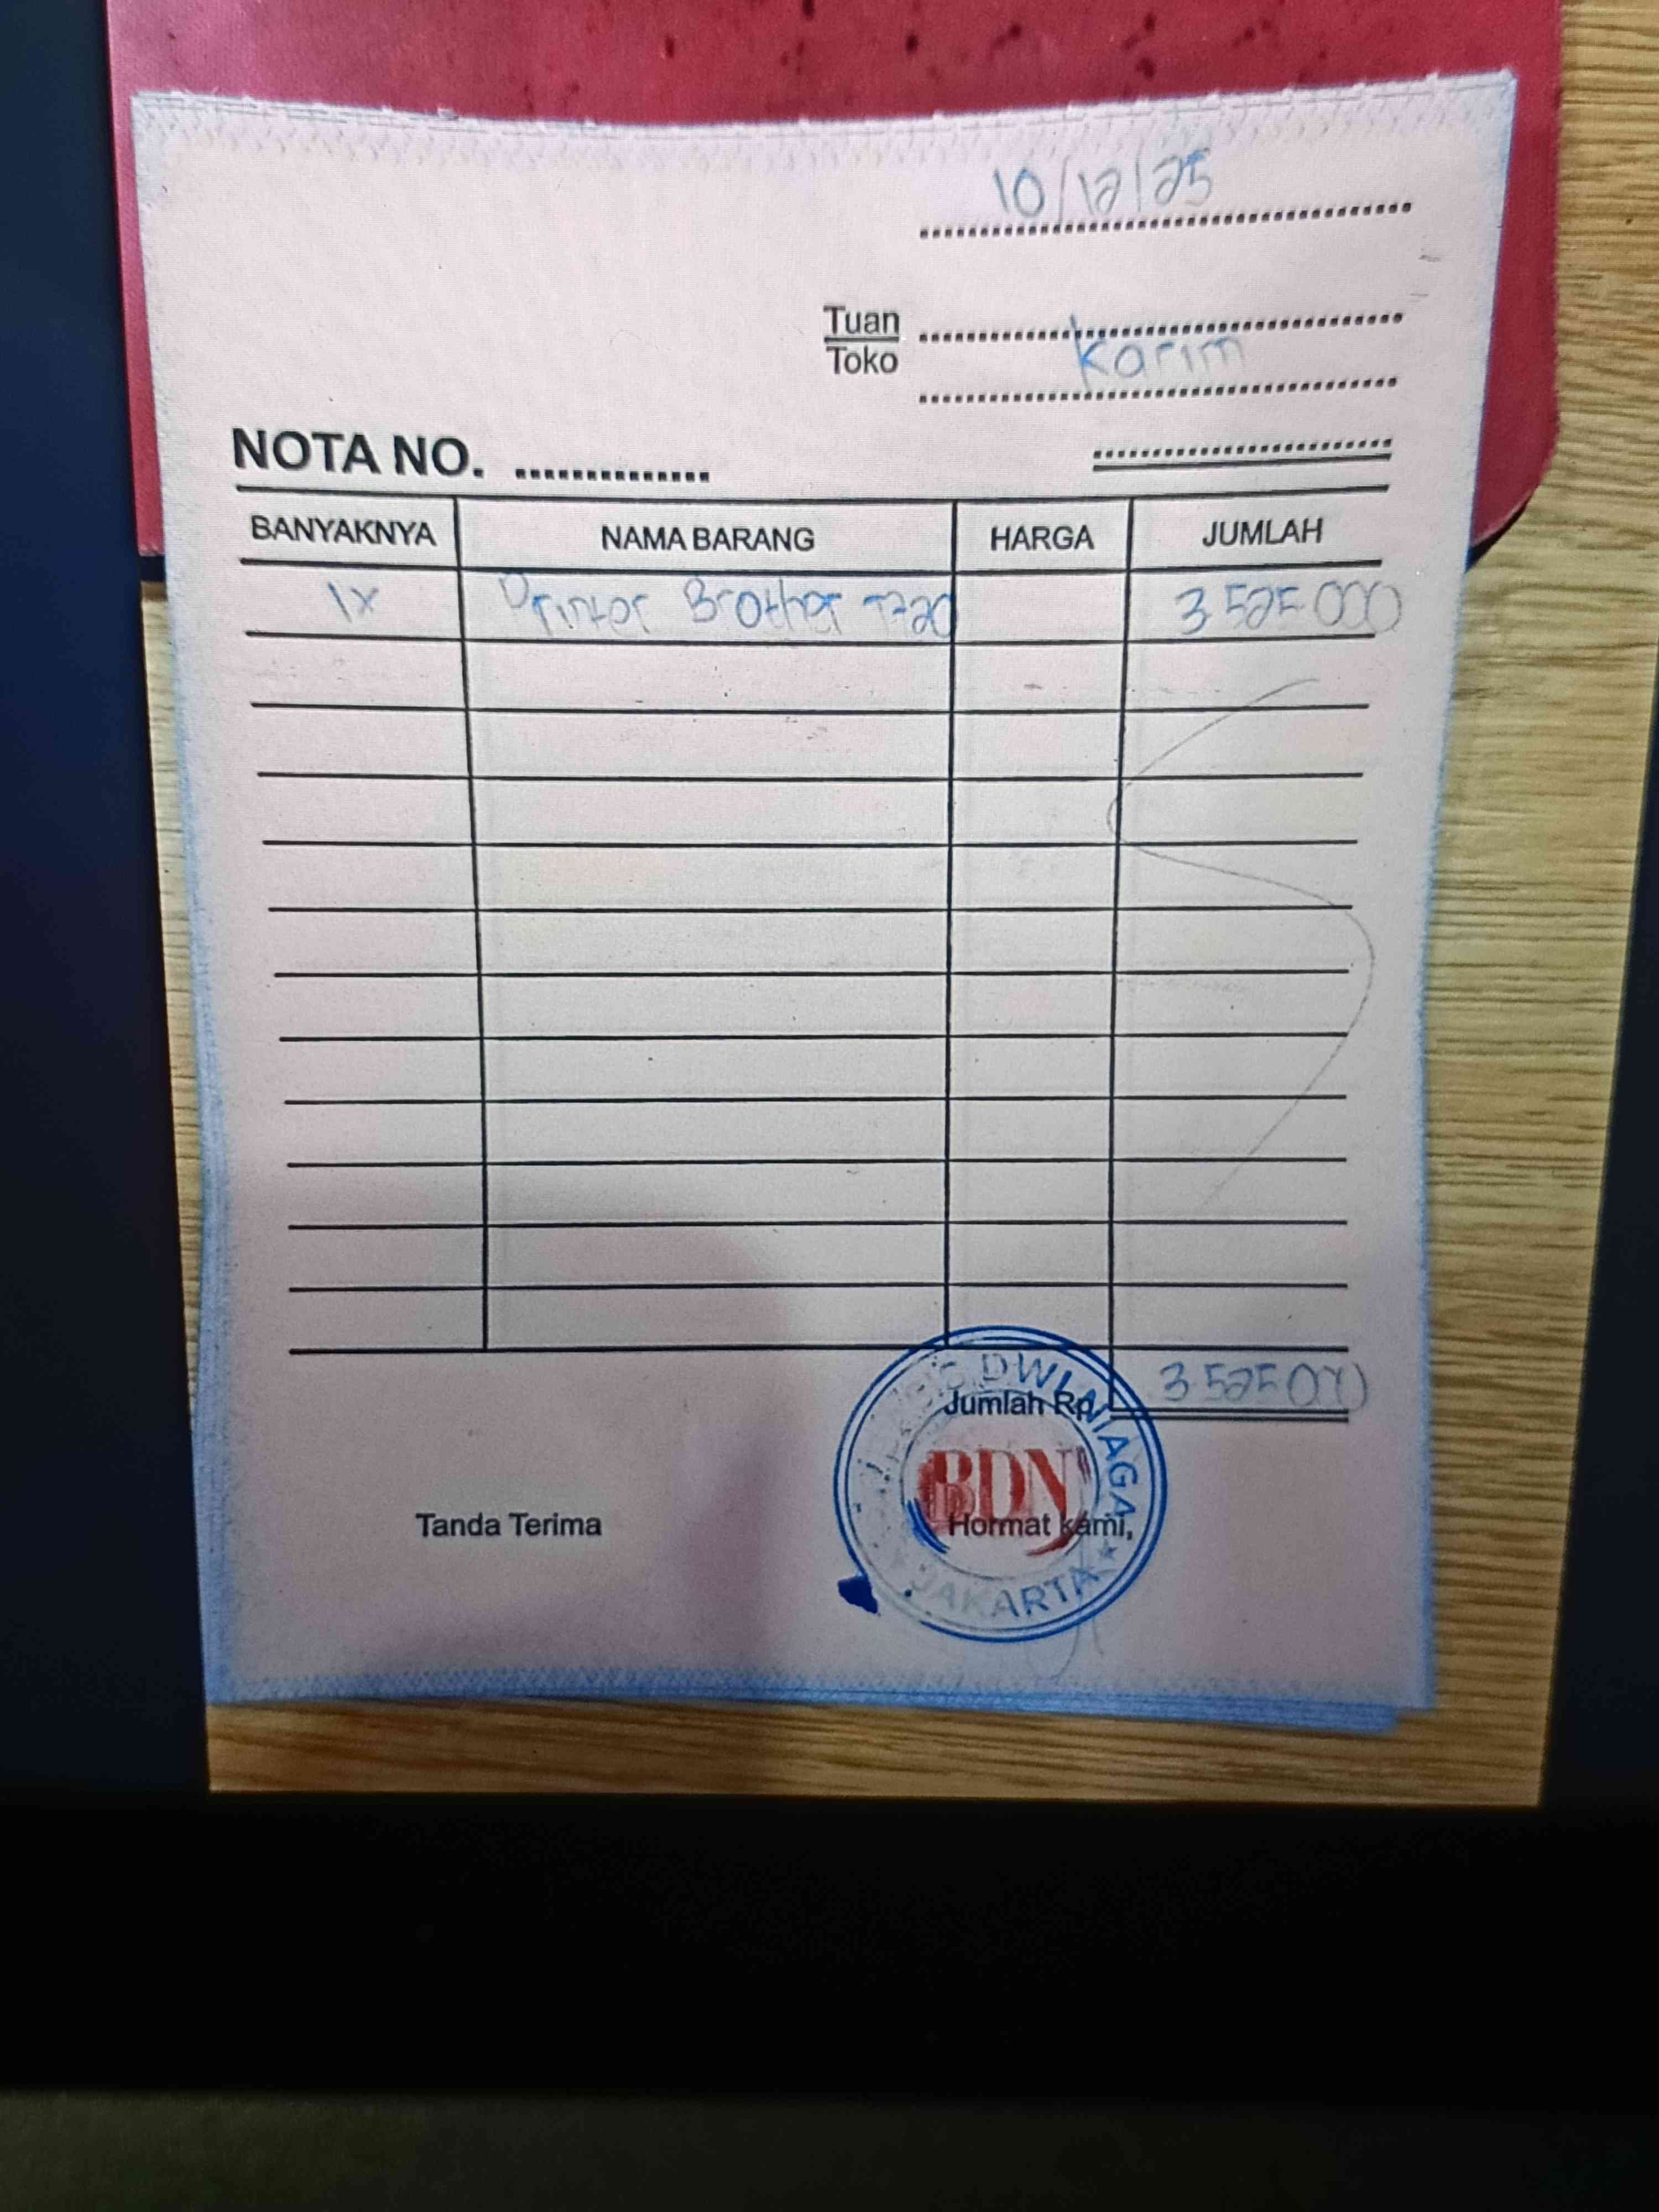 10/12/25
Tuan
Toko
Karim
NOTA NO. ..............
BANYAKNYA NAMA BARANG HARGA JUMLAH
1x Printer Brother T720 3.525.000
Jumlah Rp. 3.525.000
DWI NIAGA
BDN
JAKARTA
Tanda Terima Hormat kami,